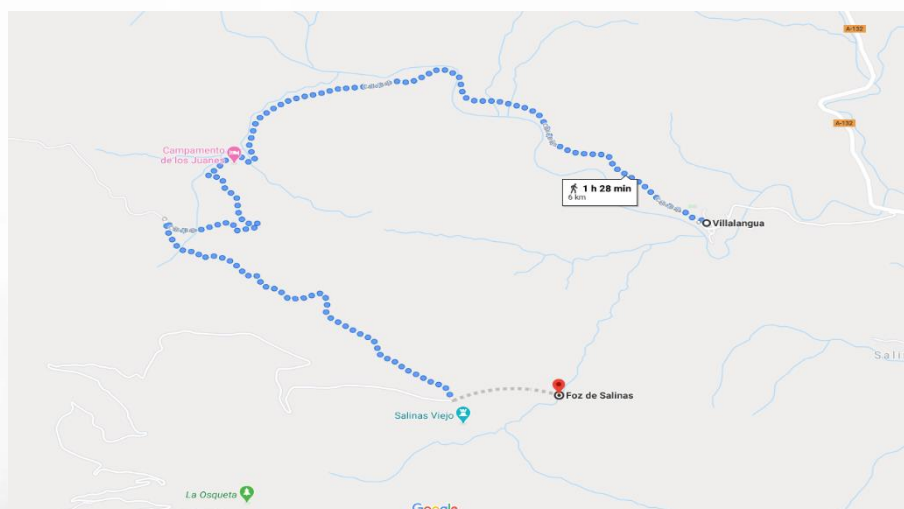 A-132
A-132
Campamento
de los Juanes
1 h 28 min
6 km
Villalangua
Foz de Salinas
Salinas Viejo
Sali
La Osqueta
Google